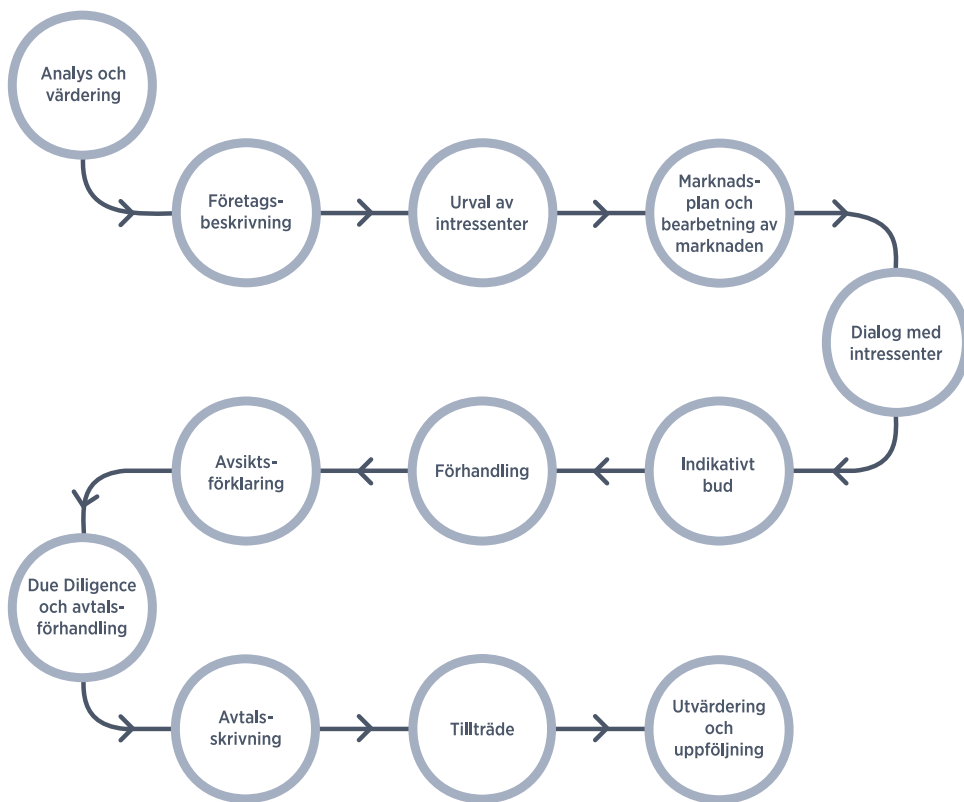 Analys och
värdering
Företags-
beskrivning
Urval av
intressenter
Marknads-
plan och
bearbetning av
marknaden
Dialog med
intressenter
Indikativt
bud
Förhandling
Avsikts-
förklaring
Due Diligence
och avtals-
förhandling
Avtals-
skrivning
Tillträde
Utvärdering
och
uppföljning